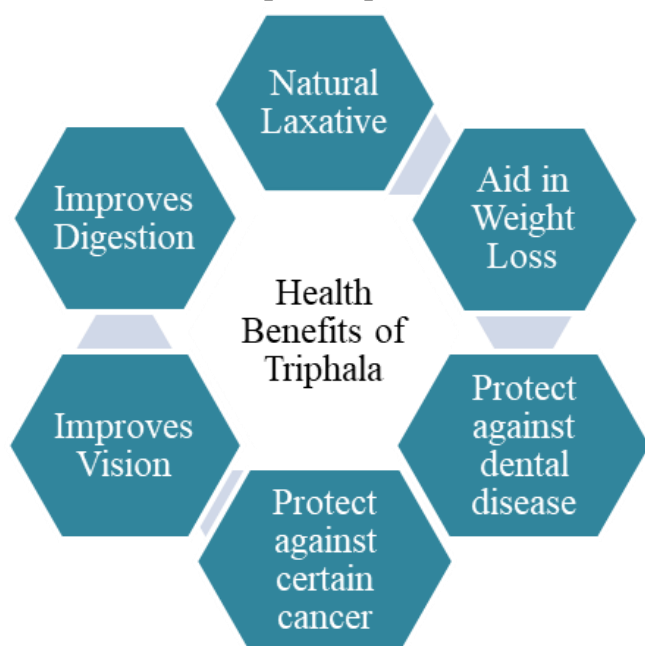 Natural
Laxative
Aid in
Weight
Loss
Protect
against
dental
disease
Protect
against
certain
cancer
Improves
Vision
Improves
Digestion
Health
Benefits of
Triphala